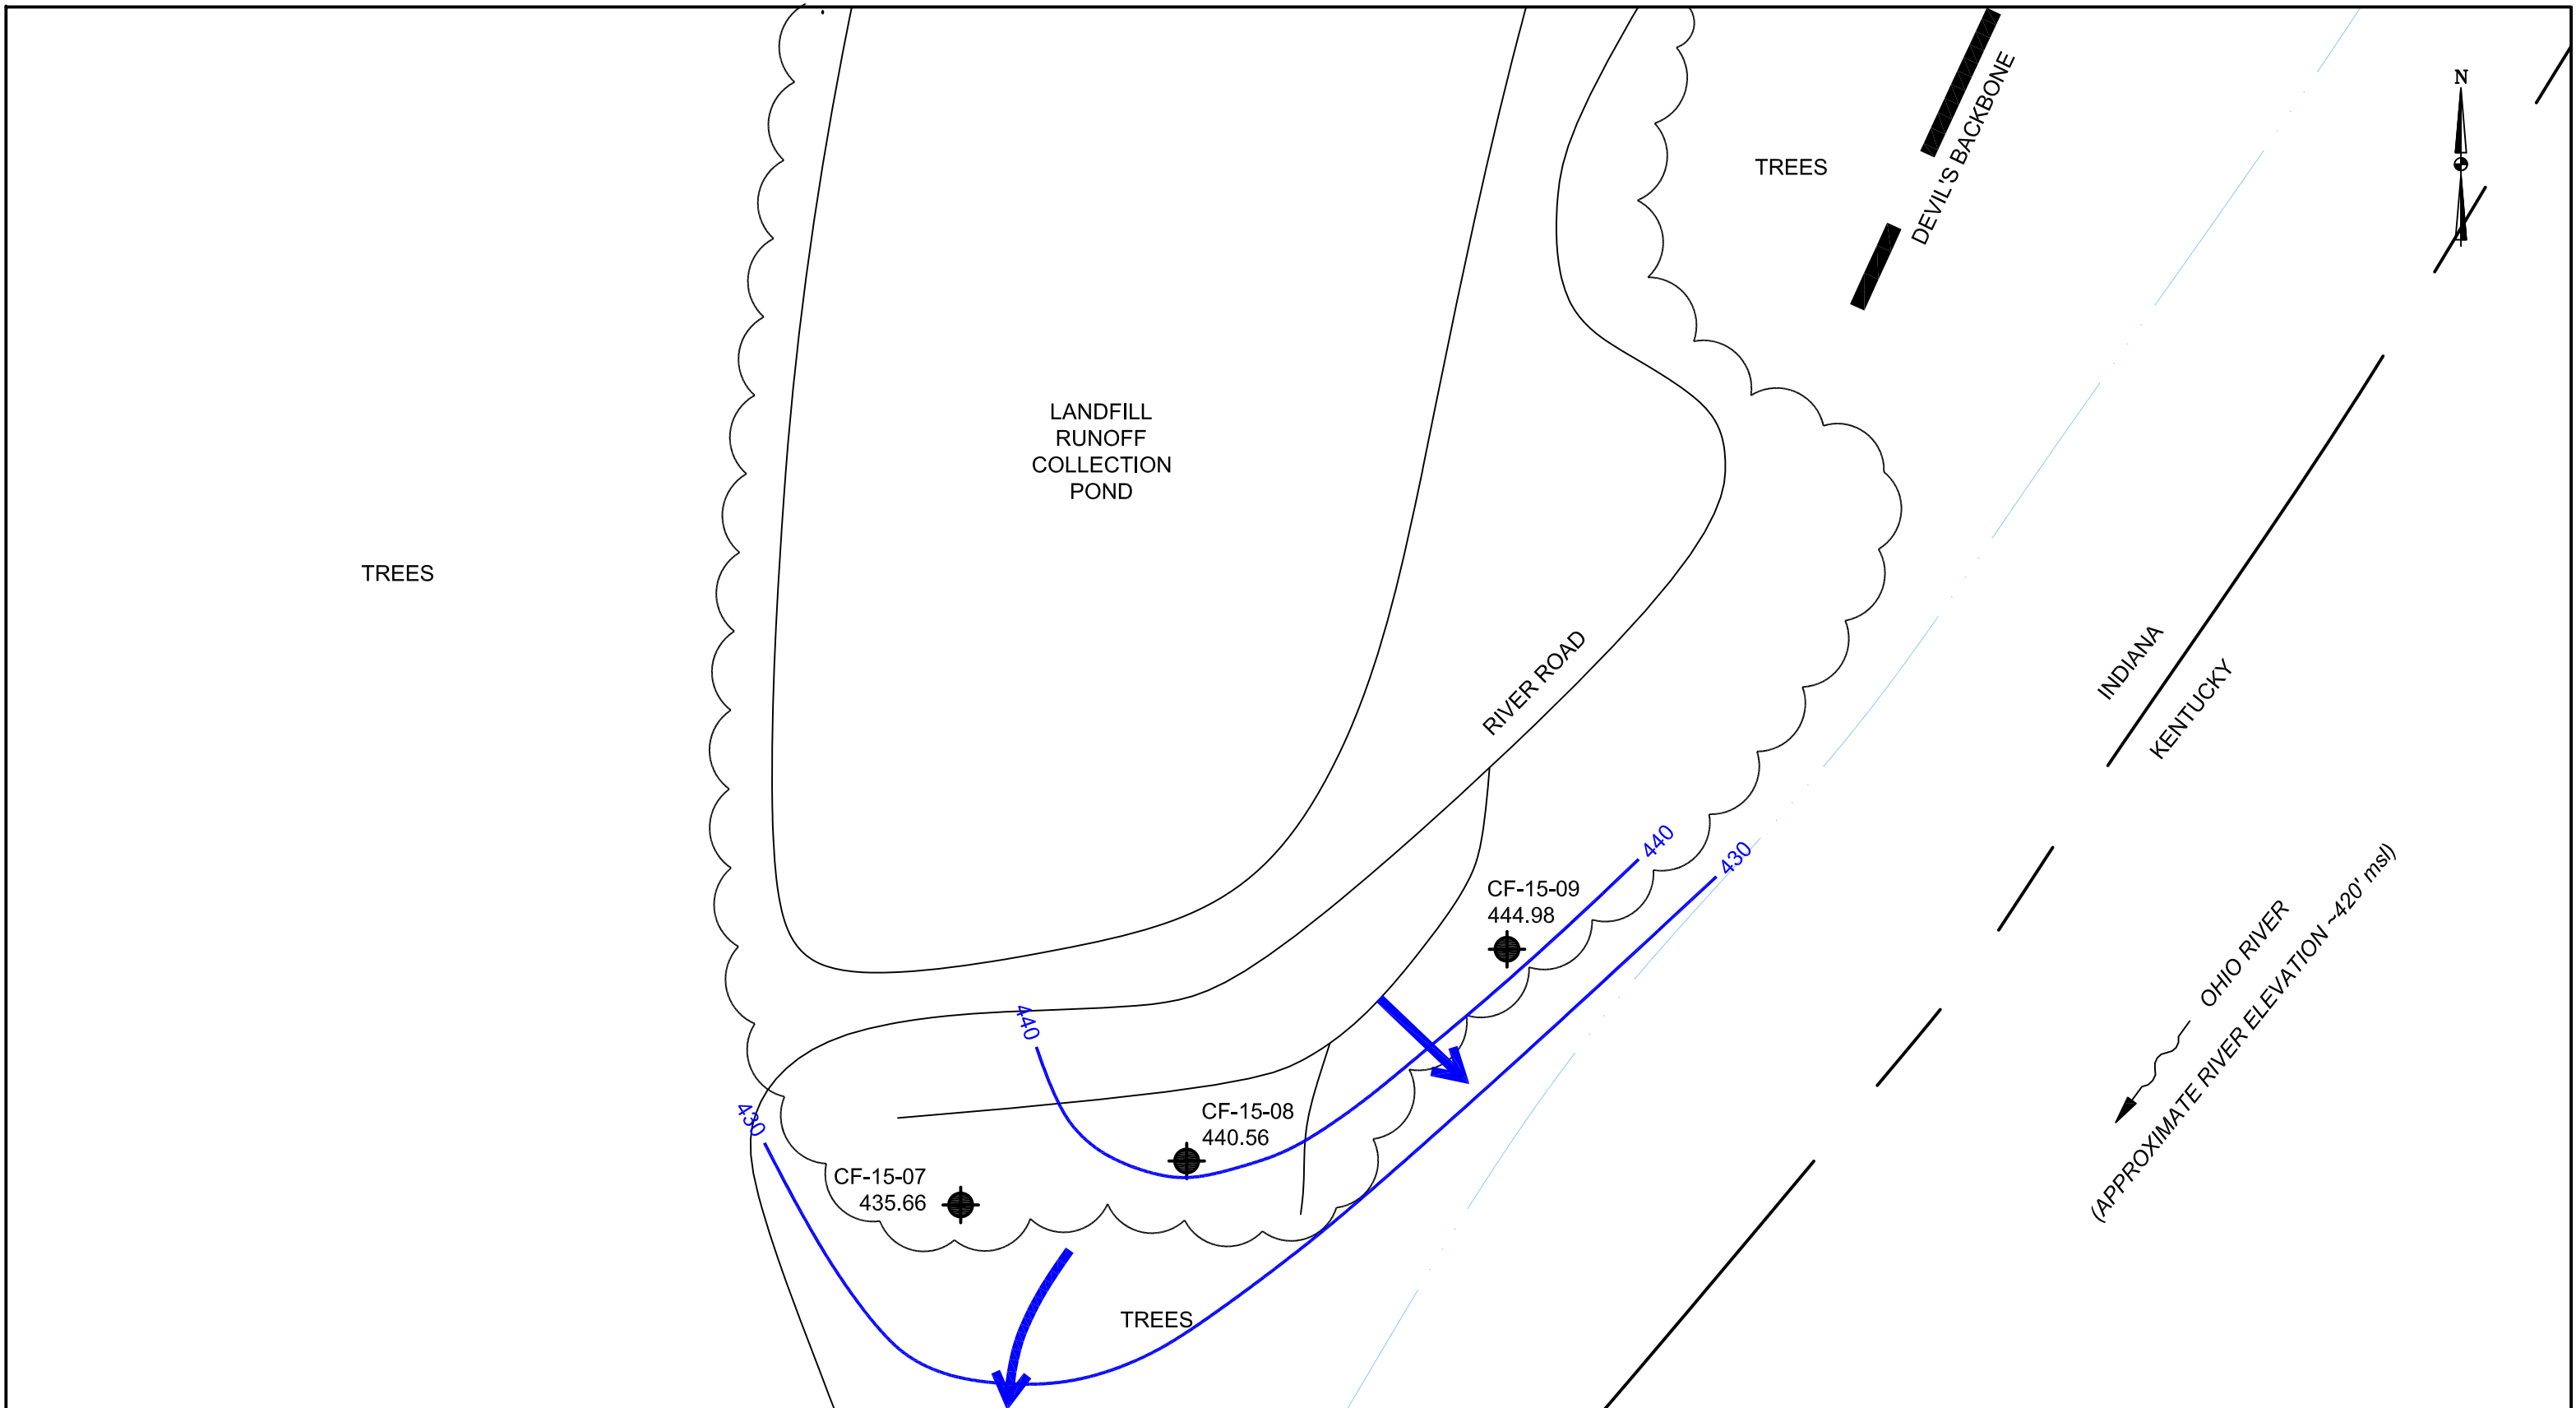 N
DEVIL'S BACKBONE
TREES
LANDFILL
RUNOFF
COLLECTION
POND
TREES
RIVER ROAD
INDIANA
KENTUCKY
440
430
CF-15-09
444.98
OHIO RIVER
(APPROXIMATE RIVER ELEVATION ~420' msl)
440
430
CF-15-08
440.56
CF-15-07
435.66
TREES